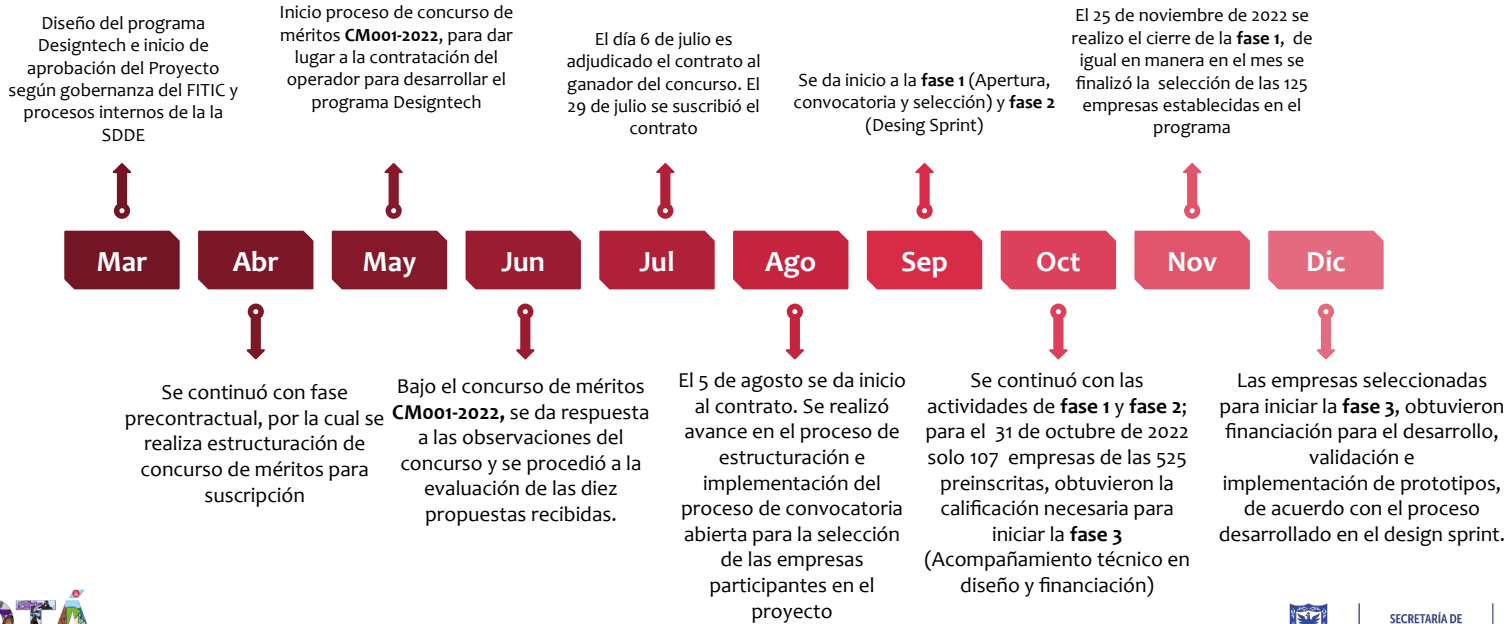 Diseño del programa
Designtech e inicio de
aprobación del Proyecto
según gobernanza del FITIC y
procesos internos de la la
SDDE
Inicio proceso de concurso de
méritos CM001-2022, para dar
lugar a la contratación del
operador para desarrollar el
programa Designtech
El día 6 de julio es
adjudicado el contrato al
ganador del concurso. El
29 de julio se suscribió el
contrato
Se da inicio a la fase 1 (Apertura,
convocatoria y selección) y fase 2
(Desing Sprint)
El 25 de noviembre de 2022 se
realizo el cierre de la fase 1, de
igual en manera en el mes se
finalizó la selección de las 125
empresas establecidas en el
programa
Mar
Abr
May
Jun
Jul
Ago
Sep
Oct
Nov
Dic
Se continuó con fase
precontractual, por la cual se
realiza estructuración de
concurso de méritos para
suscripción
Bajo el concurso de méritos
CM001-2022, se da respuesta
a las observaciones del
concurso y se procedió a la
evaluación de las diez
propuestas recibidas.
El 5 de agosto se da inicio
al contrato. Se realizó
avance en el proceso de
estructuración e
implementación del
proceso de convocatoria
abierta para la selección
de las empresas
participantes en el
proyecto
Se continuó con las
actividades de fase 1 y fase 2;
para el 31 de octubre de 2022
solo 107 empresas de las 525
preinscritas, obtuvieron la
calificación necesaria para
iniciar la fase 3
(Acompañamiento técnico en
diseño y financiación)
Las empresas seleccionadas
para iniciar la fase 3, obtuvieron
financiación para el desarrollo,
validación e
implementación de prototipos,
de acuerdo con el proceso
desarrollado en el design sprint.
OTÁ
SECRETARÍA DE